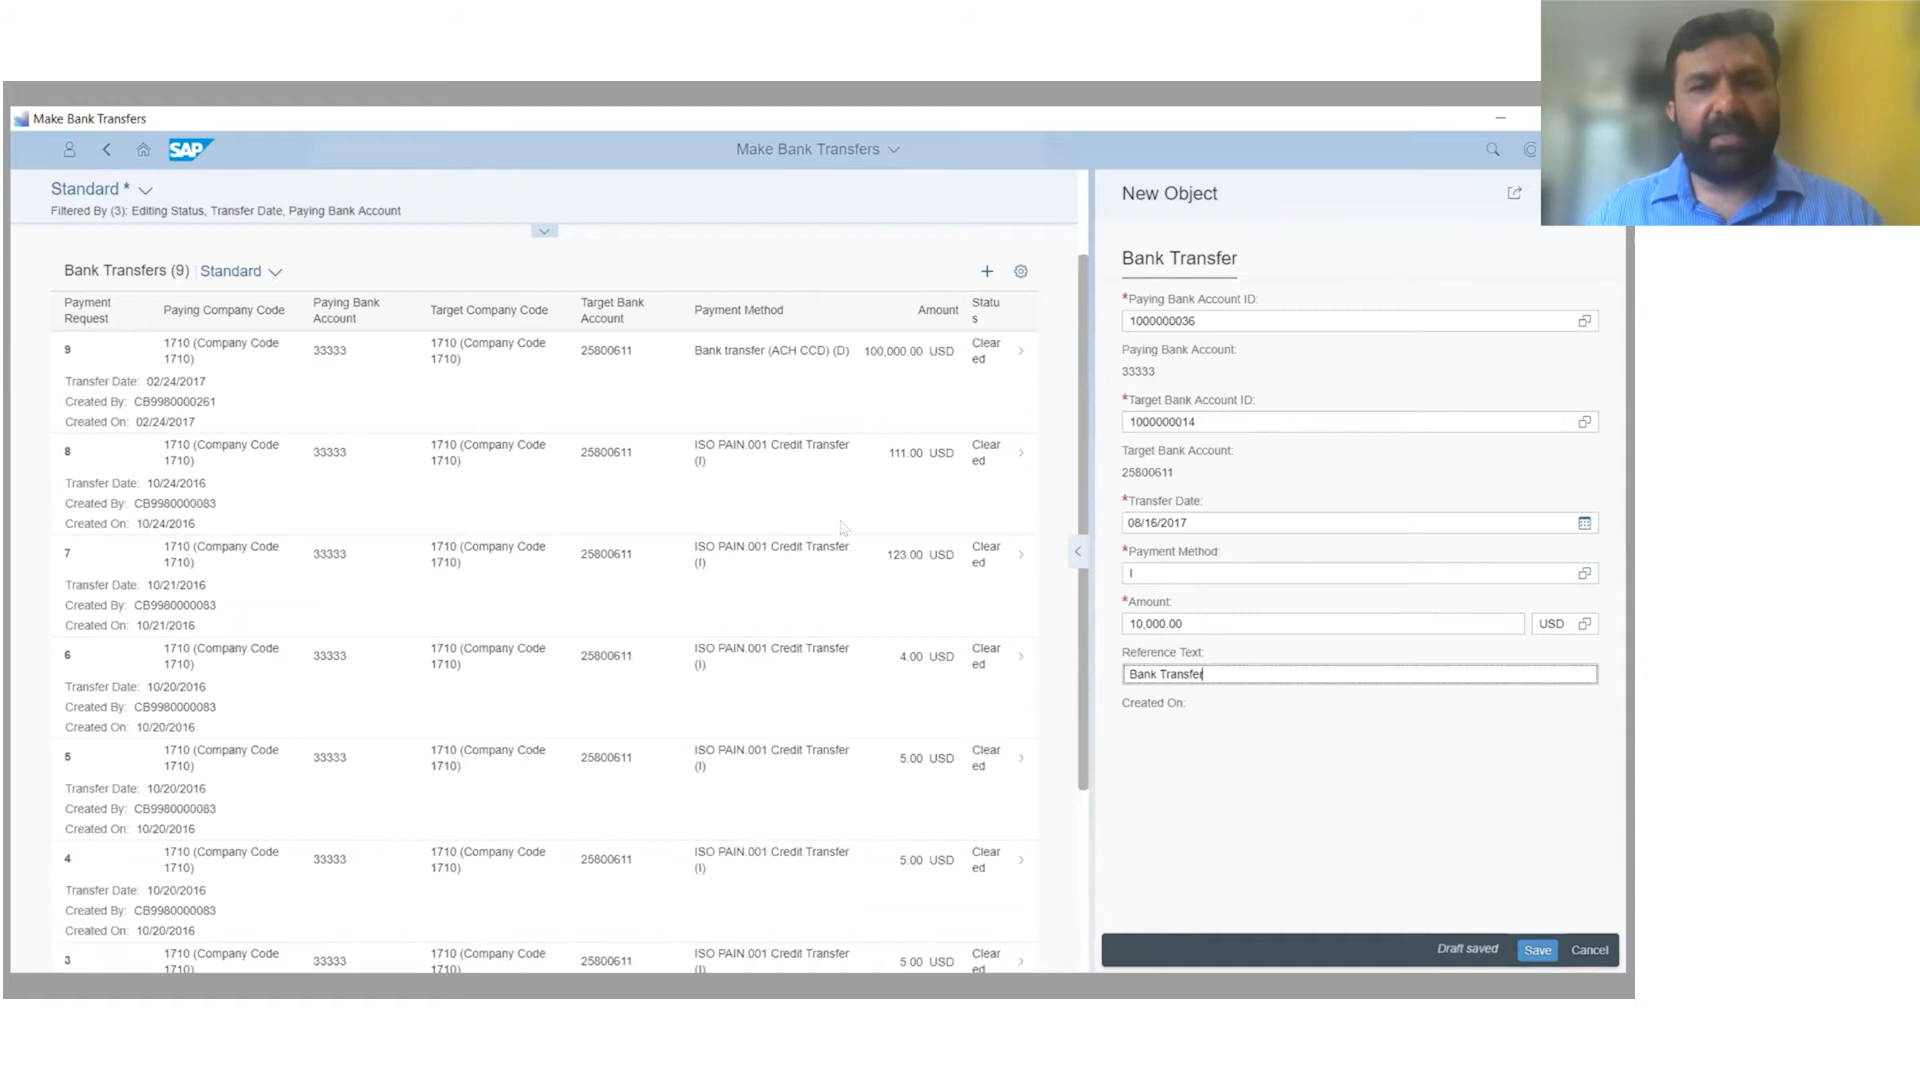 Make Bank Transfers
SAP
Make Bank Transfers
Standard *
Filtered By (3): Editing Status, Transfer Date, Paying Bank Account
Bank Transfers (9) Standard
Payment Request Paying Company Code Paying Bank Account Target Company Code Target Bank Account Payment Method Amount Status
9 1710 (Company Code 1710) 33333 1710 (Company Code 1710) 25800611 Bank transfer (ACH CCD) (D) 100,000.00 USD Cleared
Transfer Date: 02/24/2017
Created By: CB9980000261
Created On: 02/24/2017
8 1710 (Company Code 1710) 33333 1710 (Company Code 1710) 25800611 ISO PAIN.001 Credit Transfer (I) 111.00 USD Cleared
Transfer Date: 10/24/2016
Created By: CB9980000083
Created On: 10/24/2016
7 1710 (Company Code 1710) 33333 1710 (Company Code 1710) 25800611 ISO PAIN.001 Credit Transfer (I) 123.00 USD Cleared
Transfer Date: 10/21/2016
Created By: CB9980000083
Created On: 10/21/2016
6 1710 (Company Code 1710) 33333 1710 (Company Code 1710) 25800611 ISO PAIN.001 Credit Transfer (I) 4.00 USD Cleared
Transfer Date: 10/20/2016
Created By: CB9980000083
Created On: 10/20/2016
5 1710 (Company Code 1710) 33333 1710 (Company Code 1710) 25800611 ISO PAIN.001 Credit Transfer (I) 5.00 USD Cleared
Transfer Date: 10/20/2016
Created By: CB9980000083
Created On: 10/20/2016
4 1710 (Company Code 1710) 33333 1710 (Company Code 1710) 25800611 ISO PAIN.001 Credit Transfer (I) 5.00 USD Cleared
Transfer Date: 10/20/2016
Created By: CB9980000083
Created On: 10/20/2016
3 1710 (Company Code 1710) 33333 1710 (Company Code 1710) 25800611 ISO PAIN.001 Credit Transfer (I) 5.00 USD Cleared
New Object
Bank Transfer
*Paying Bank Account ID:
1000000036
Paying Bank Account:
33333
*Target Bank Account ID:
1000000014
Target Bank Account:
25800611
*Transfer Date:
08/16/2017
*Payment Method:
I
*Amount:
10,000.00 USD
Reference Text:
Bank Transfer
Created On:
Draft saved Save Cancel